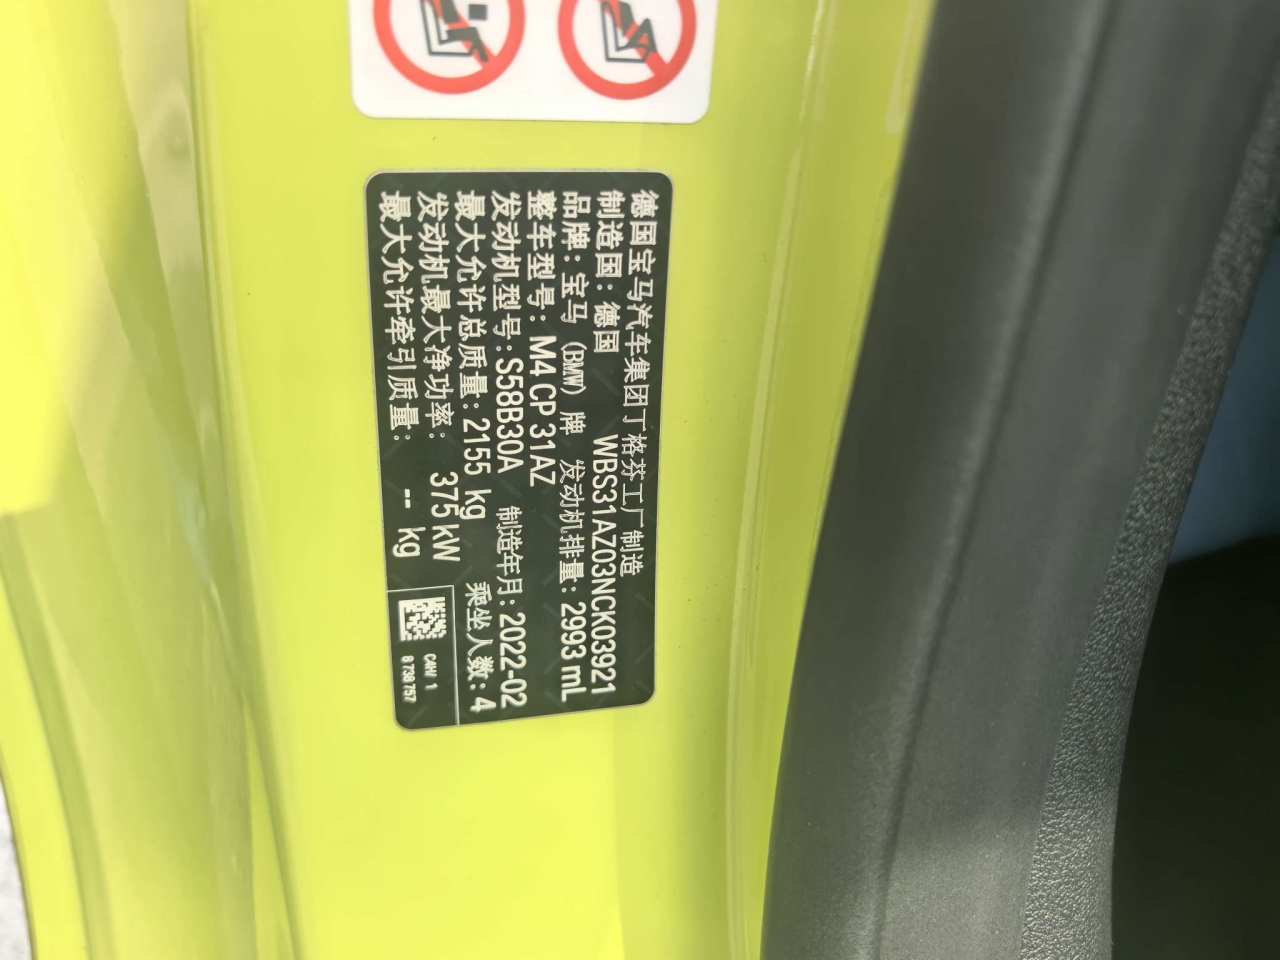 德国宝马汽车集团丁格芬工厂制造
制造国：德国 WBS31AZ03NCK03921
品牌：宝马 (BMW) 牌 发动机排量：2993 mL
整车型号：M4 CP 31AZ
发动机型号：S58B30A 制造年月：2022-02
最大允许总质量：2155 kg 乘坐人数：4
发动机最大净功率： 375 kW
最大允许牵引质量： -- kg
C4H/ 1
8 738 757